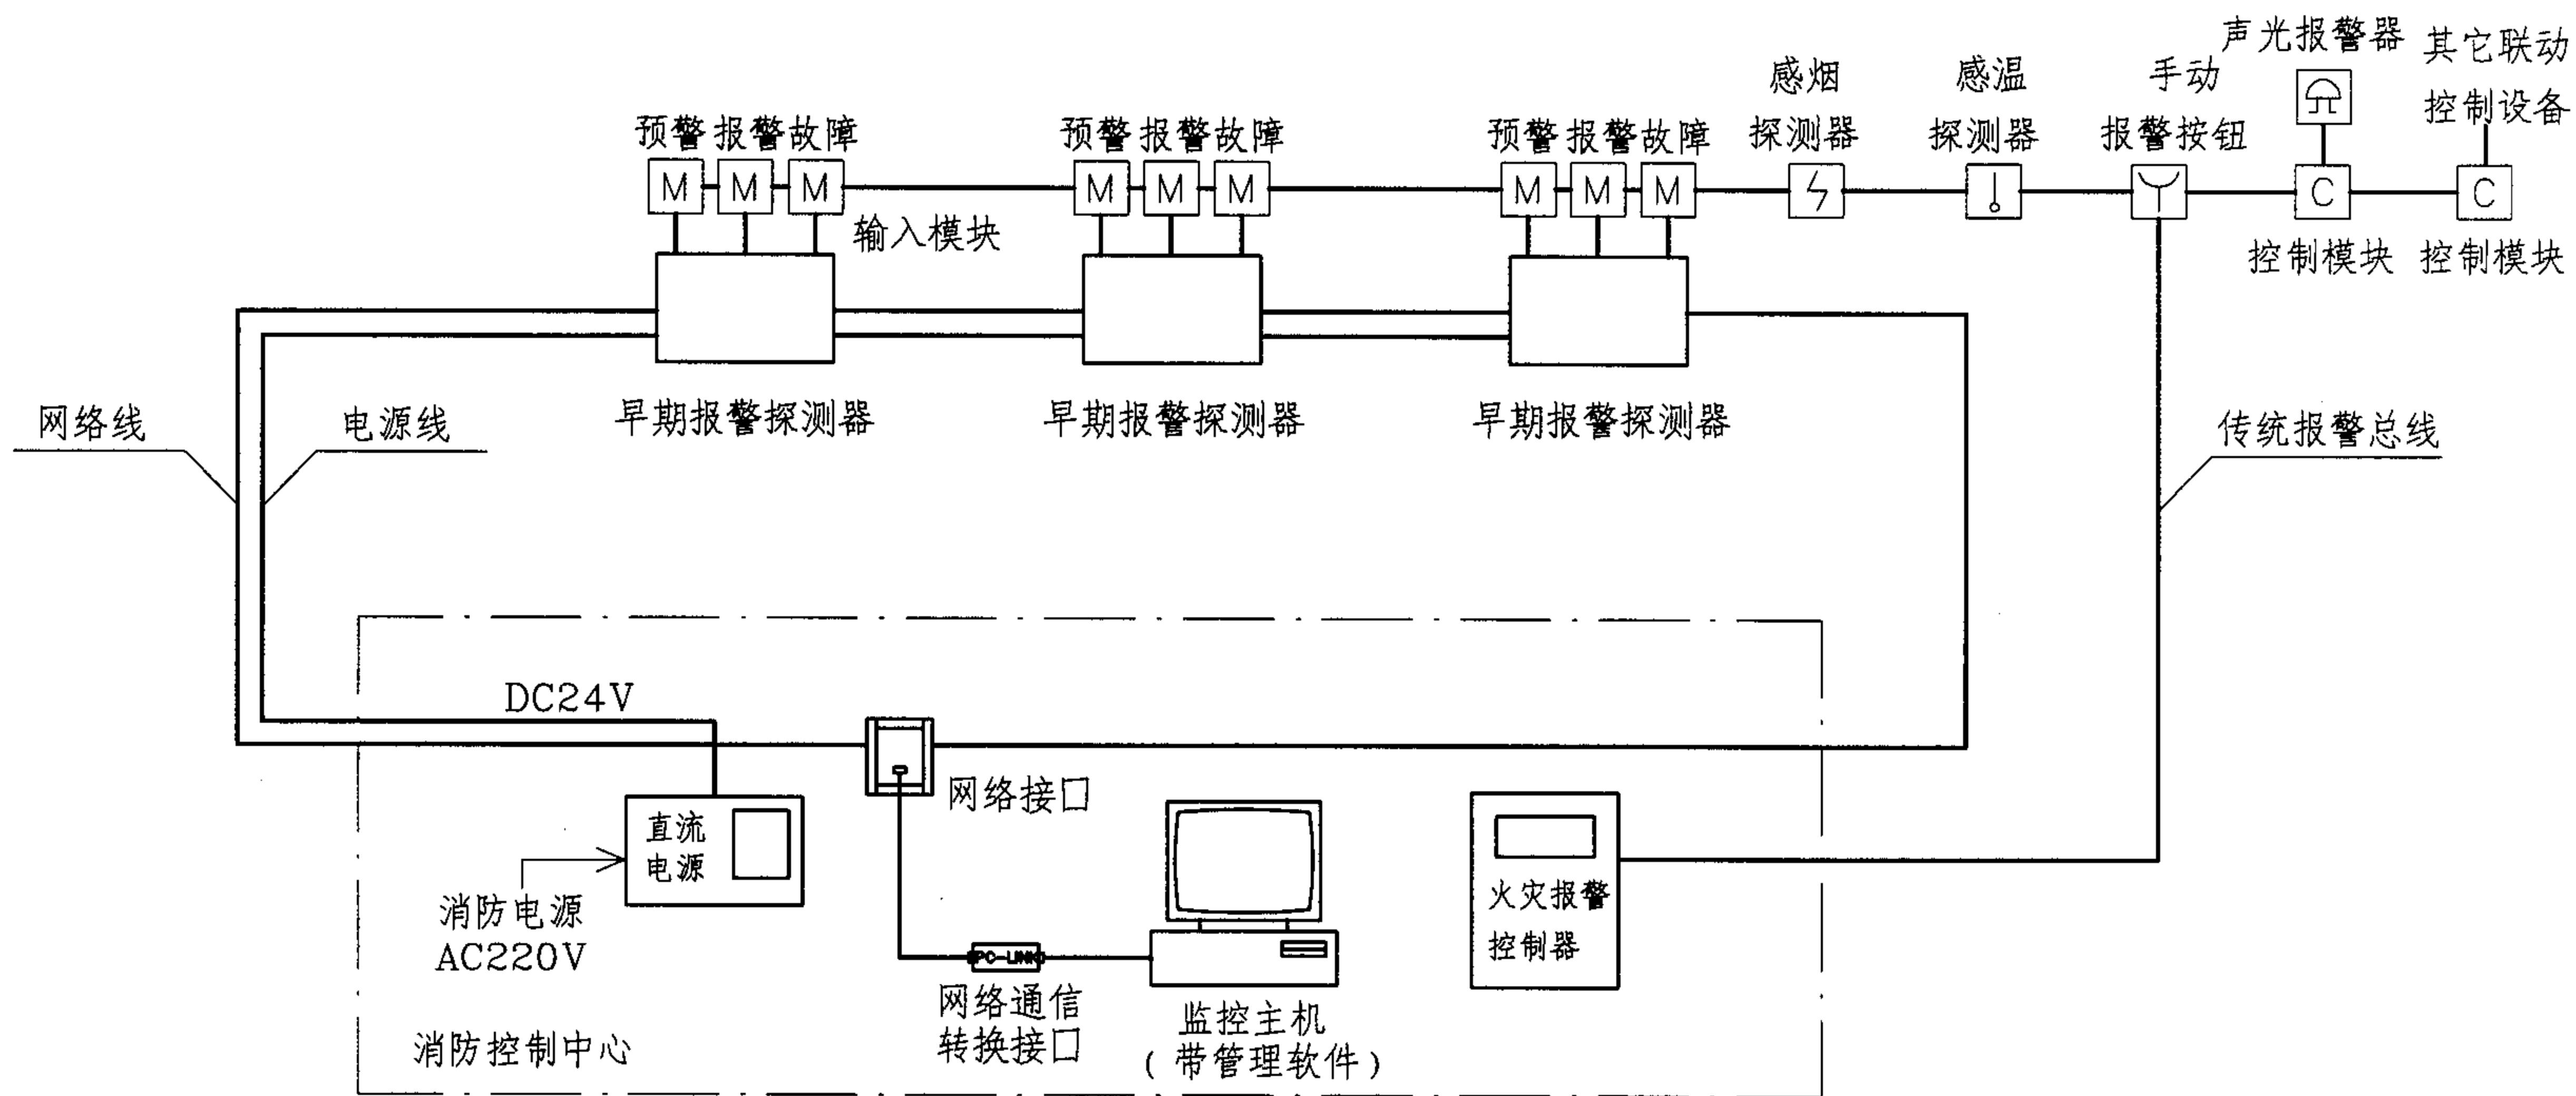 声光报警器
其它联动
控制设备
感烟
探测器
感温
探测器
手动
报警按钮
预警 报警 故障
预警 报警 故障
预警 报警 故障
M M M
M M M
M M M
C
C
输入模块
控制模块
控制模块
早期报警探测器
早期报警探测器
早期报警探测器
网络线
电源线
传统报警总线
DC24V
网络接口
直流
电源
消防电源
AC220V
PC-LINK
网络通信
转换接口
监控主机
(带管理软件)
火灾报警
控制器
消防控制中心